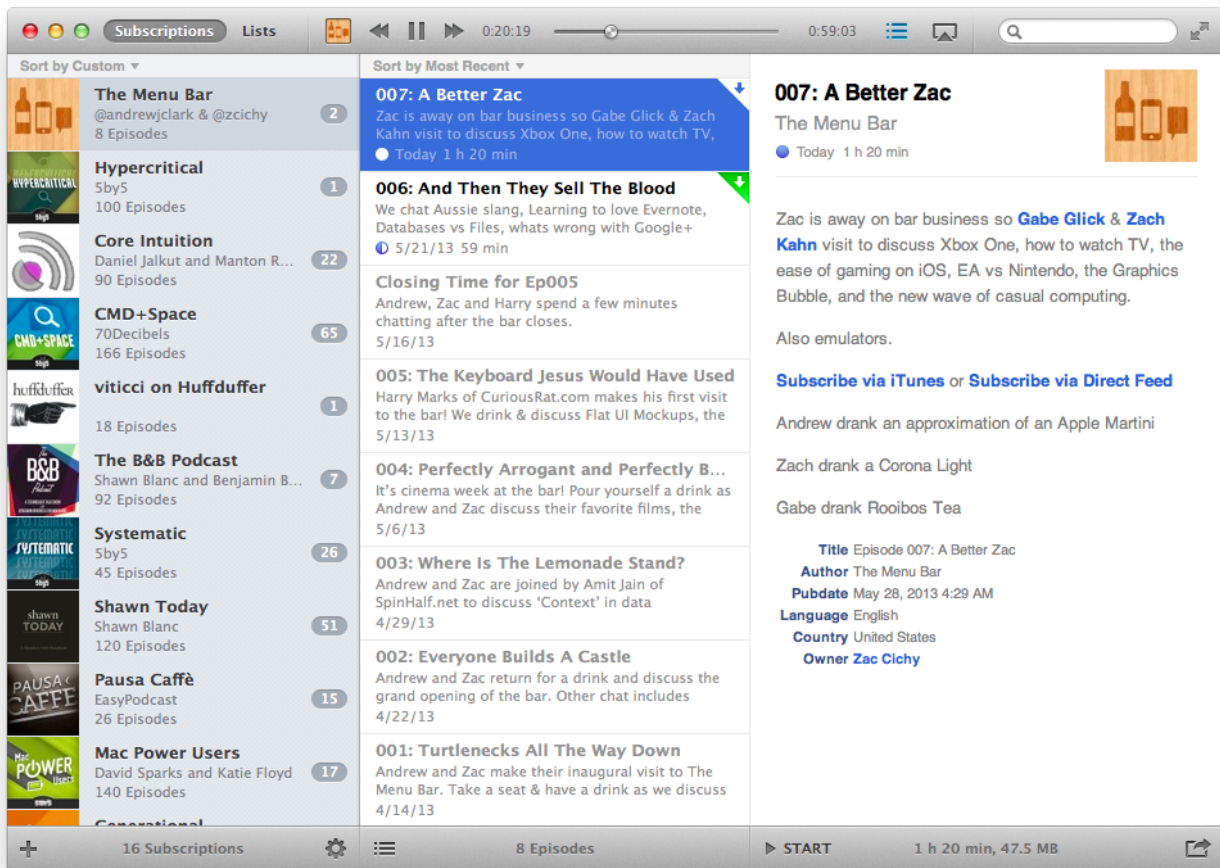 Subscriptions Lists 0:20:19 0:59:03
Sort by Custom ▼
The Menu Bar
@andrewjclark & @zcichy
8 Episodes
2
HYPERCRITICAL
5by5
Hypercritical
5by5
100 Episodes
1
Core Intuition
Daniel Jalkut and Manton R...
90 Episodes
22
CMD+SPACE
5by5
CMD+Space
70Decibels
166 Episodes
65
huffduffer
viticci on Huffduffer
18 Episodes
1
THE
B&B
Podcast
The B&B Podcast
Shawn Blanc and Benjamin B...
92 Episodes
7
SYSTEMATIC
SYSTEMATIC
SYSTEMATIC
5by5
Systematic
5by5
45 Episodes
26
shawn
TODAY
Shawn Today
Shawn Blanc
120 Episodes
51
PAUSA
CAFFÈ
Pausa Caffè
EasyPodcast
26 Episodes
15
Mac
POWER
Users
5by5
Mac Power Users
David Sparks and Katie Floyd
140 Episodes
17
Generational
16 Subscriptions
Sort by Most Recent ▼
007: A Better Zac
Zac is away on bar business so Gabe Glick & Zach
Kahn visit to discuss Xbox One, how to watch TV,
Today 1 h 20 min
006: And Then They Sell The Blood
We chat Aussie slang, Learning to love Evernote,
Databases vs Files, whats wrong with Google+
5/21/13 59 min
Closing Time for Ep005
Andrew, Zac and Harry spend a few minutes
chatting after the bar closes.
5/16/13
005: The Keyboard Jesus Would Have Used
Harry Marks of CuriousRat.com makes his first visit
to the bar! We drink & discuss Flat UI Mockups, the
5/13/13
004: Perfectly Arrogant and Perfectly B...
It's cinema week at the bar! Pour yourself a drink as
Andrew and Zac discuss their favorite films, the
5/6/13
003: Where Is The Lemonade Stand?
Andrew and Zac are joined by Amit Jain of
SpinHalf.net to discuss ‘Context’ in data
4/29/13
002: Everyone Builds A Castle
Andrew and Zac return for a drink and discuss the
grand opening of the bar. Other chat includes
4/22/13
001: Turtlenecks All The Way Down
Andrew and Zac make their inaugural visit to The
Menu Bar. Take a seat & have a drink as we discuss
4/14/13
8 Episodes
007: A Better Zac
The Menu Bar
Today 1 h 20 min
Zac is away on bar business so Gabe Glick & Zach
Kahn visit to discuss Xbox One, how to watch TV, the
ease of gaming on iOS, EA vs Nintendo, the Graphics
Bubble, and the new wave of casual computing.
Also emulators.
Subscribe via iTunes or Subscribe via Direct Feed
Andrew drank an approximation of an Apple Martini
Zach drank a Corona Light
Gabe drank Rooibos Tea
Title Episode 007: A Better Zac
Author The Menu Bar
Pubdate May 28, 2013 4:29 AM
Language English
Country United States
Owner Zac Cichy
START 1 h 20 min, 47.5 MB